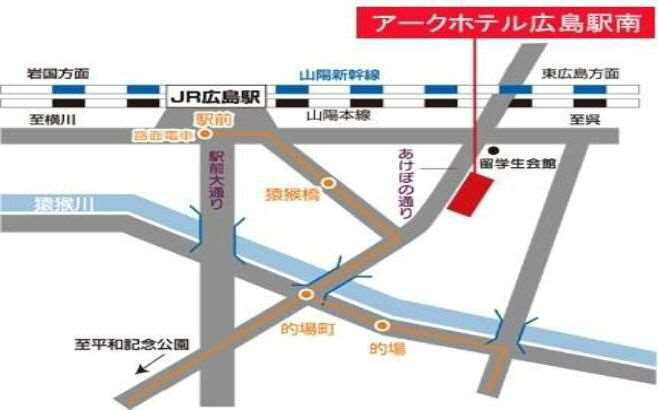 アークホテル広島駅南
岩国方面
山陽新幹線
東広島方面
JR広島駅
至横川
駅前
山陽本線
至呉
路面電車
あけぼの通り
留学生会館
駅前大通り
猿猴橋
猿猴川
的場町
的場
至平和記念公園